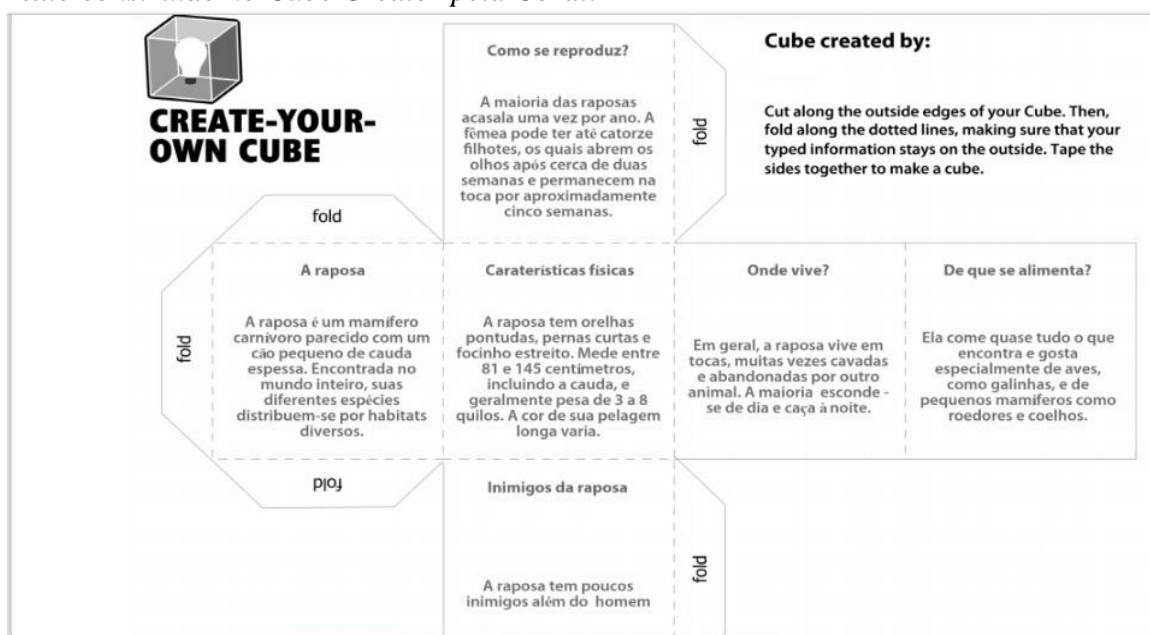 CREATE-YOUR-
OWN CUBE
Como se reproduz?
A maioria das raposas
acasala uma vez por ano. A
fêmea pode ter até catorze
filhotes, os quais abrem os
olhos após cerca de duas
semanas e permanecem na
toca por aproximadamente
cinco semanas.
fold
Cube created by:
Cut along the outside edges of your Cube. Then,
fold along the dotted lines, making sure that your
typed information stays on the outside. Tape the
sides together to make a cube.
fold
fold
A raposa
A raposa é um mamífero
carnívoro parecido com um
cão pequeno de cauda
espessa. Encontrada no
mundo inteiro, suas
diferentes espécies
distribuem-se por habitats
diversos.
Caraterísticas físicas
A raposa tem orelhas
pontudas, pernas curtas e
focinho estreito. Mede entre
81 e 145 centímetros,
incluindo a cauda, e
geralmente pesa de 3 a 8
quilos. A cor de sua pelagem
longa varia.
Onde vive?
Em geral, a raposa vive em
tocas, muitas vezes cavadas
e abandonadas por outro
animal. A maioria esconde -
se de dia e caça à noite.
De que se alimenta?
Ela come quase tudo o que
encontra e gosta
especialmente de aves,
como galinhas, e de
pequenos mamíferos como
roedores e coelhos.
fold
Inimigos da raposa
A raposa tem poucos
inimigos além do homem
fold